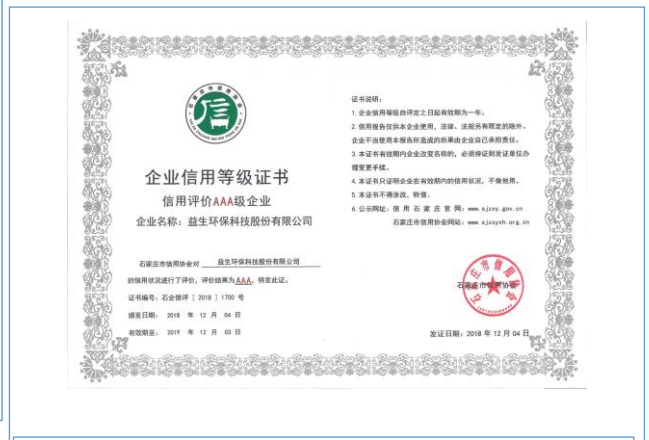 企业信用等级证书
信用评价AAA级企业
企业名称：益生环保科技股份有限公司
石家庄市信用协会对 益生环保科技股份有限公司
的信用状况进行了评价，评价结果为AAA，特发此证。
证书编号：石企信评［2018］1700 号
颁发日期： 2018 年 12 月 04 日
有效期至： 2019 年 12 月 03 日
证书说明：
1. 企业信用等级自评定之日起有效期为一年。
2. 信用报告仅供本企业使用，法律、法规另有限定的除外。
企业不当使用本报告所造成的后果由企业自己承担责任。
3. 本证书有效期内企业改变名称的，必须持证到发证单位办
理变更手续。
4. 本证书只证明企业在有效期内的信用状况，不做他用。
5. 本证书不得涂改、转借。
6. 公示网址：信 用 石 家 庄 官 网：www.sjzxy.gov.cn
石家庄市信用协会网站：www.sjzxyh.org.cn
石家庄市信用协会
发证日期：2018 年 12 月 04 日